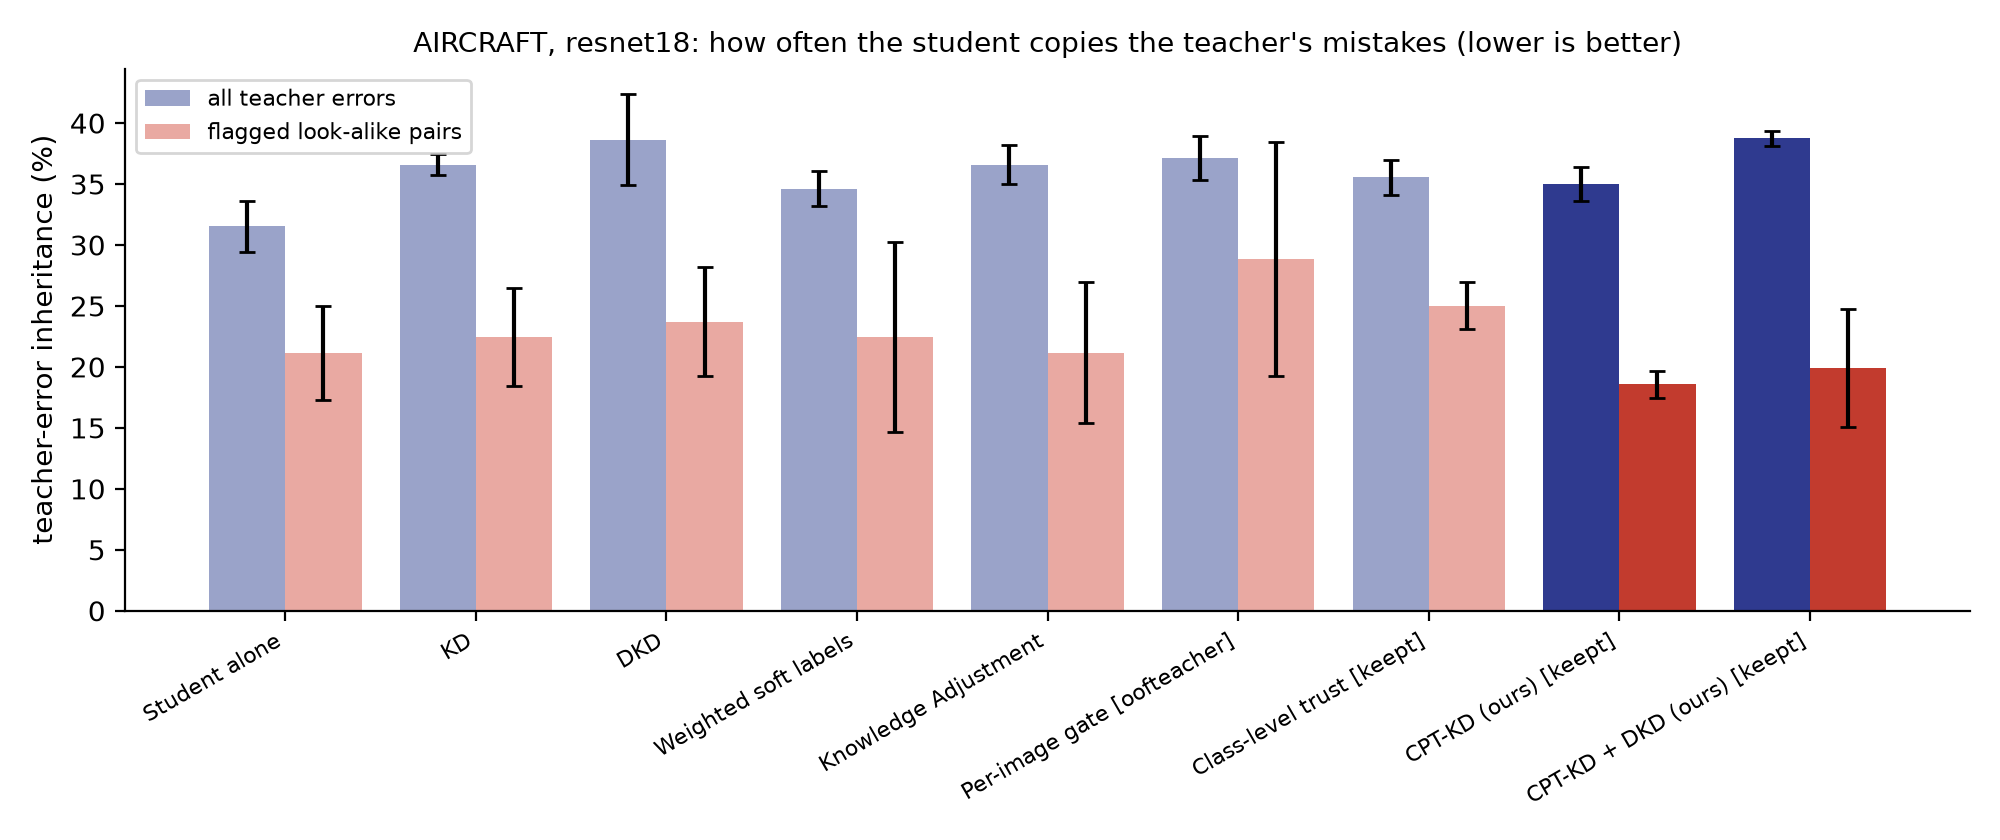 AIRCRAFT, resnet18: how often the student copies the teacher's mistakes (lower is better)
all teacher errors
flagged look-alike pairs
teacher-error inheritance (%)
40
35
30
25
20
15
10
5
0
Student alone
KD
DKD
Weighted soft labels
Knowledge Adjustment
Per-image gate [oofteacher]
Class-level trust [keept]
CPT-KD (ours) [keept]
CPT-KD + DKD (ours) [keept]